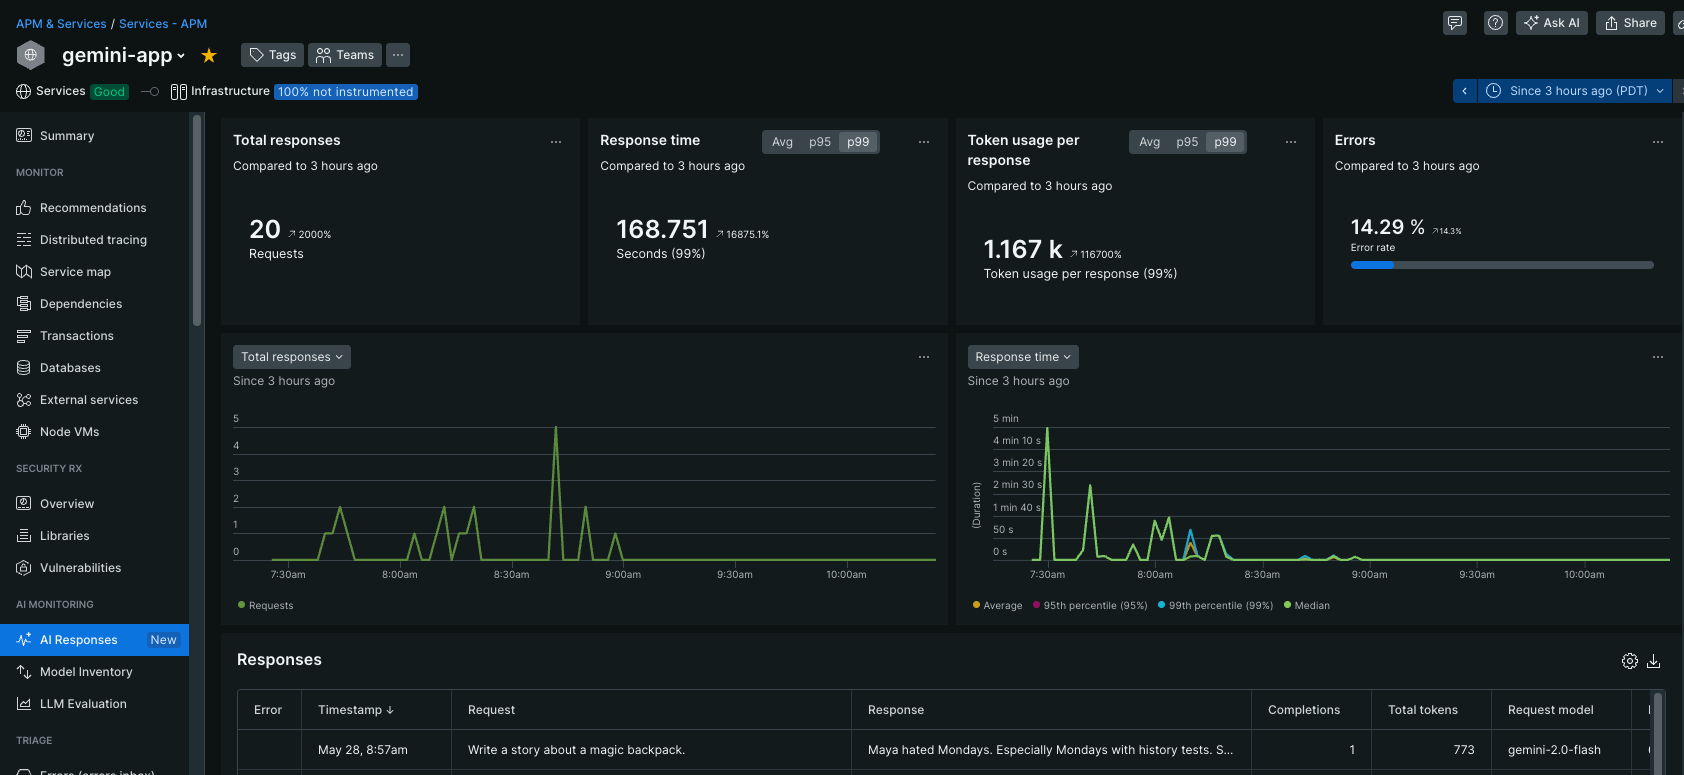 APM & Services / Services - APM
gemini-app
Tags
Teams
Ask AI
Share
Services Good
Infrastructure 100% not instrumented
Since 3 hours ago (PDT)
Summary
MONITOR
Recommendations
Distributed tracing
Service map
Dependencies
Transactions
Databases
External services
Node VMs
SECURITY RX
Overview
Libraries
Vulnerabilities
AI MONITORING
AI Responses New
Model Inventory
LLM Evaluation
TRIAGE
Errors (errors inbox)
Total responses
Compared to 3 hours ago
20 2000%
Requests
Response time
Avg p95 p99
Compared to 3 hours ago
168.751 16875.1%
Seconds (99%)
Token usage per
response
Avg p95 p99
Compared to 3 hours ago
1.167 k 116700%
Token usage per response (99%)
Errors
Compared to 3 hours ago
14.29 % 14.3%
Error rate
Total responses
Since 3 hours ago
5
4
3
2
1
0
7:30am 8:00am 8:30am 9:00am 9:30am 10:00am
Requests
Response time
Since 3 hours ago
5 min
4 min 10 s
3 min 20 s
2 min 30 s
1 min 40 s
50 s
0 s
(Duration)
7:30am 8:00am 8:30am 9:00am 9:30am 10:00am
Average 95th percentile (95%) 99th percentile (99%) Median
Responses
Error Timestamp Request Response Completions Total tokens Request model
May 28, 8:57am Write a story about a magic backpack. Maya hated Mondays. Especially Mondays with history tests. S... 1 773 gemini-2.0-flash